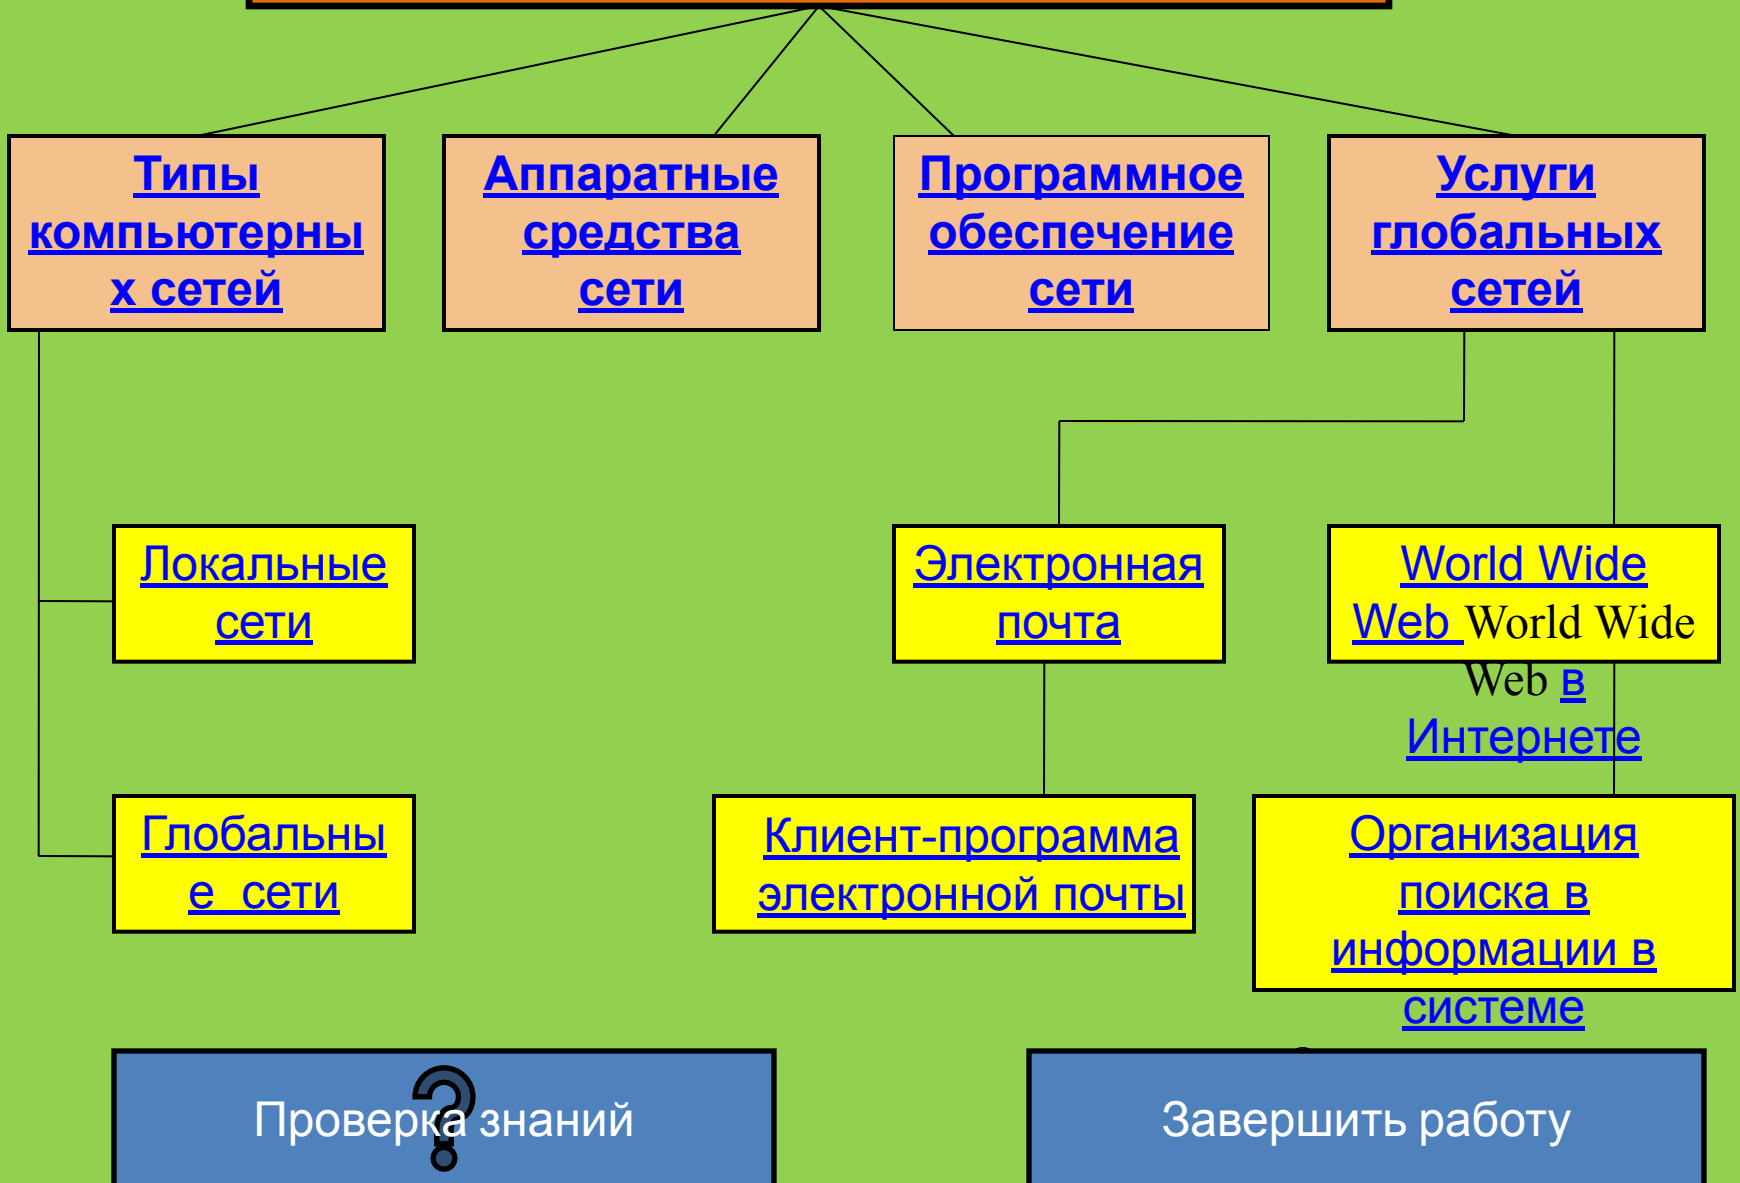 Типы
компьютерны
х сетей
Аппаратные
средства
сети
Программное
обеспечение
сети
Услуги
глобальных
сетей
Локальные
сети
Электронная
почта
World Wide
Web World Wide
Web в
Интернете
Глобальны
е  сети
Клиент-программа
электронной почты
Организация
поиска в
информации в
системе
Проверка знаний
?
Завершить работу